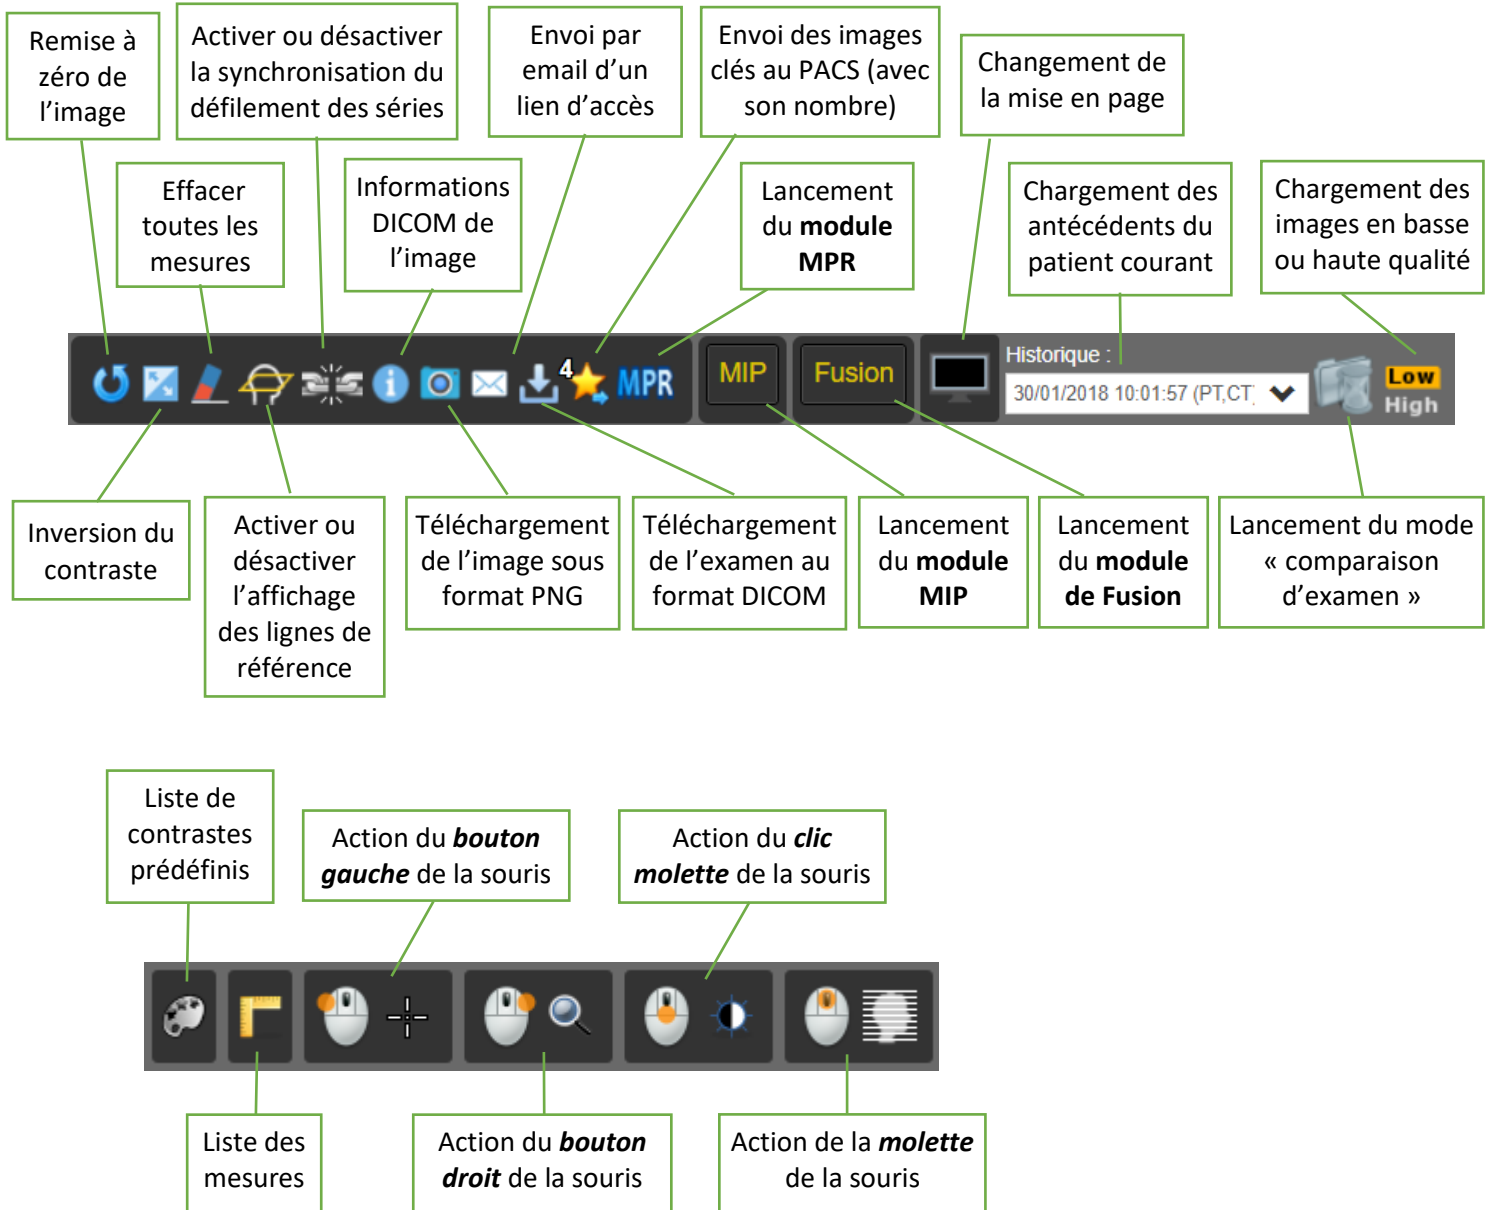 Remise à
zéro de
l’image
Activer ou désactiver
la synchronisation du
défilement des séries
Envoi par
email d’un
lien d’accès
Envoi des images
clés au PACS (avec
son nombre)
Changement de
la mise en page
Effacer
toutes les
mesures
Informations
DICOM de
l’image
Lancement
du module
MPR
Chargement des
antécédents du
patient courant
Chargement des
images en basse
ou haute qualité
4
MPR
MIP
Fusion
Historique :
30/01/2018 10:01:57 (PT,CT)
Low
High
Inversion du
contraste
Activer ou
désactiver
l’affichage
des lignes de
référence
Téléchargement
de l’image sous
format PNG
Téléchargement
de l’examen au
format DICOM
Lancement
du module
MIP
Lancement
du module
de Fusion
Lancement du mode
« comparaison
d’examen »
Liste de
contrastes
prédéfinis
Action du bouton
gauche de la souris
Action du clic
molette de la souris
Liste des
mesures
Action du bouton
droit de la souris
Action de la molette
de la souris